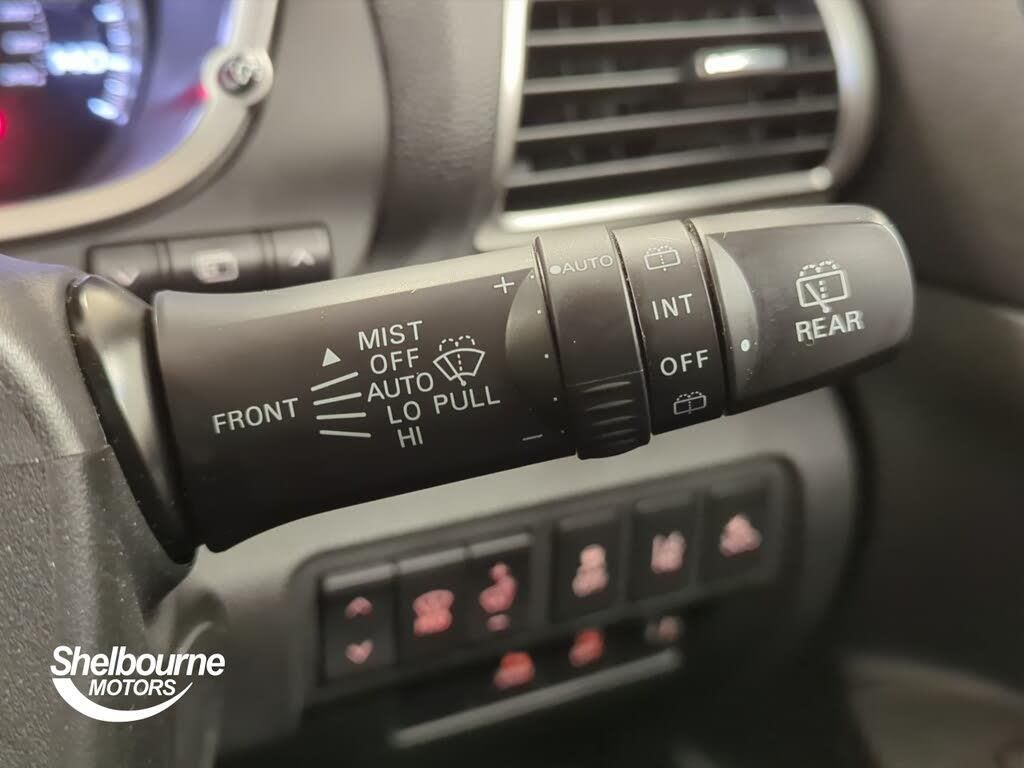 AUTO
INT
OFF
REAR
MIST
OFF
AUTO
FRONT
LO PULL
HI
Shelbourne
MOTORS